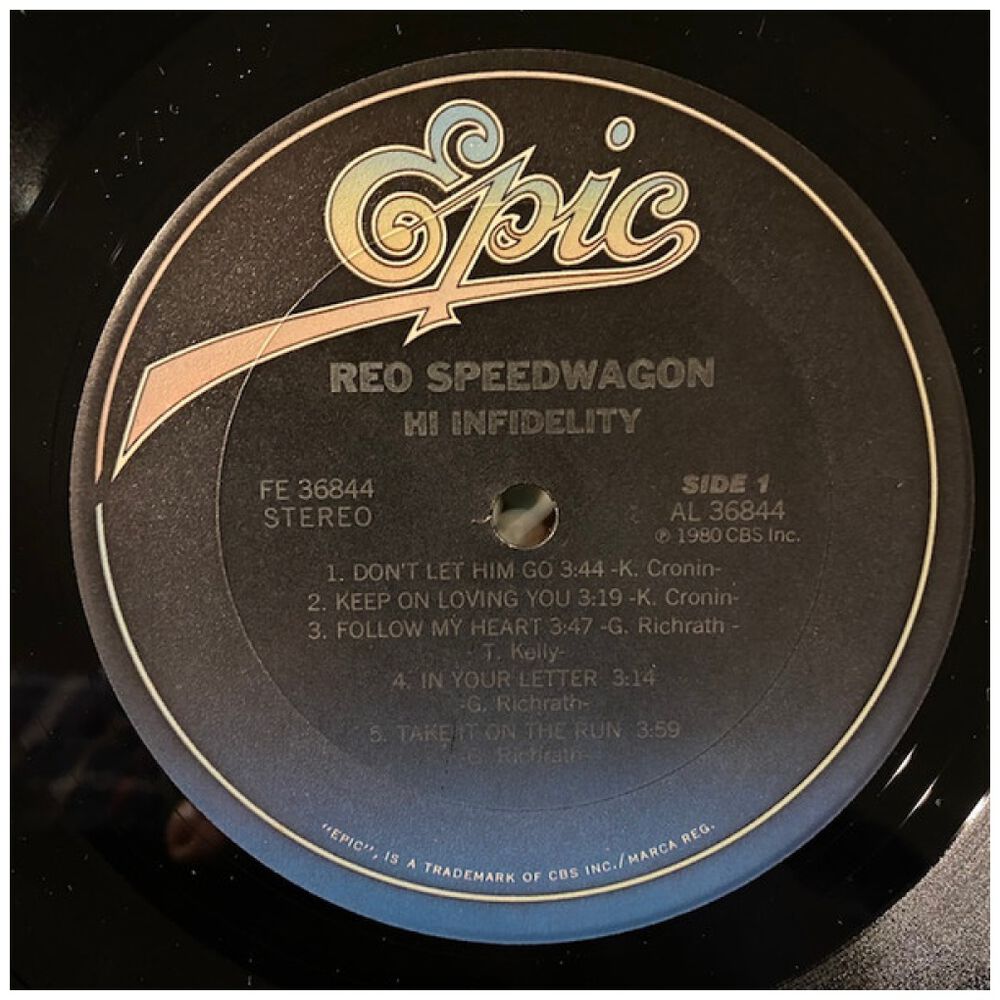 Epic
REO SPEEDWAGON
HI INFIDELITY
FE 36844
STEREO
SIDE 1
AL 36844
℗ 1980 CBS Inc.
1. DON'T LET HIM GO 3:44 -K. Cronin-
2. KEEP ON LOVING YOU 3:19 -K. Cronin-
3. FOLLOW MY HEART 3:47 -G. Richrath -
T. Kelly-
4. IN YOUR LETTER 3:14
-G. Richrath-
5. TAKE IT ON THE RUN 3:59
-G. Richrath-
"EPIC", IS A TRADEMARK OF CBS INC./MARCA REG.